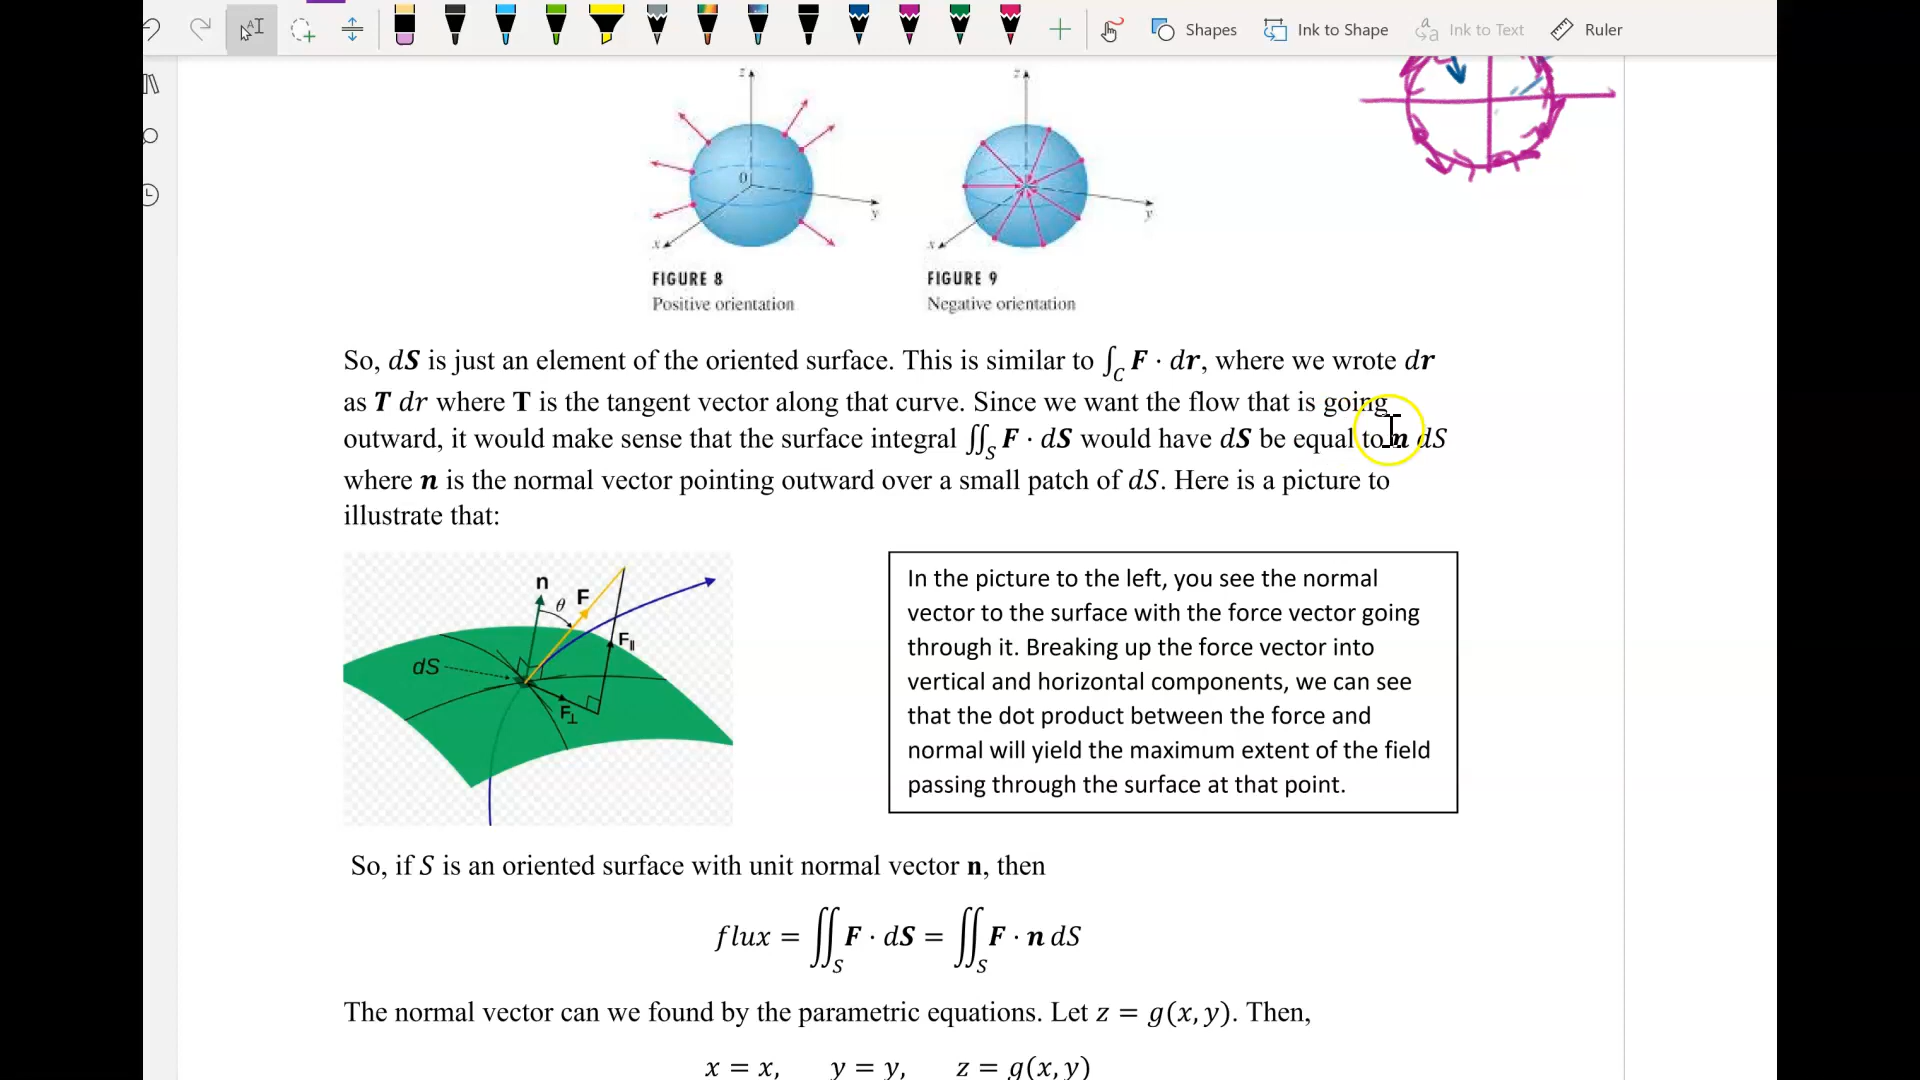 Shapes
Ink to Shape
Ink to Text
Ruler
z
z
0
y
y
x
x
FIGURE 8
FIGURE 9
Positive orientation
Negative orientation
So, dS is just an element of the oriented surface. This is similar to ∫_C F · dr, where we wrote dr
as T dr where T is the tangent vector along that curve. Since we want the flow that is going
outward, it would make sense that the surface integral ∬_S F · dS would have dS be equal to n dS
where n is the normal vector pointing outward over a small patch of dS. Here is a picture to
illustrate that:
n
θ F
F∥
dS
F⊥
In the picture to the left, you see the normal
vector to the surface with the force vector going
through it. Breaking up the force vector into
vertical and horizontal components, we can see
that the dot product between the force and
normal will yield the maximum extent of the field
passing through the surface at that point.
So, if S is an oriented surface with unit normal vector n, then
flux = ∬_S F · dS = ∬_S F · n dS
The normal vector can we found by the parametric equations. Let z = g(x, y). Then,
x = x, y = y, z = g(x, y)